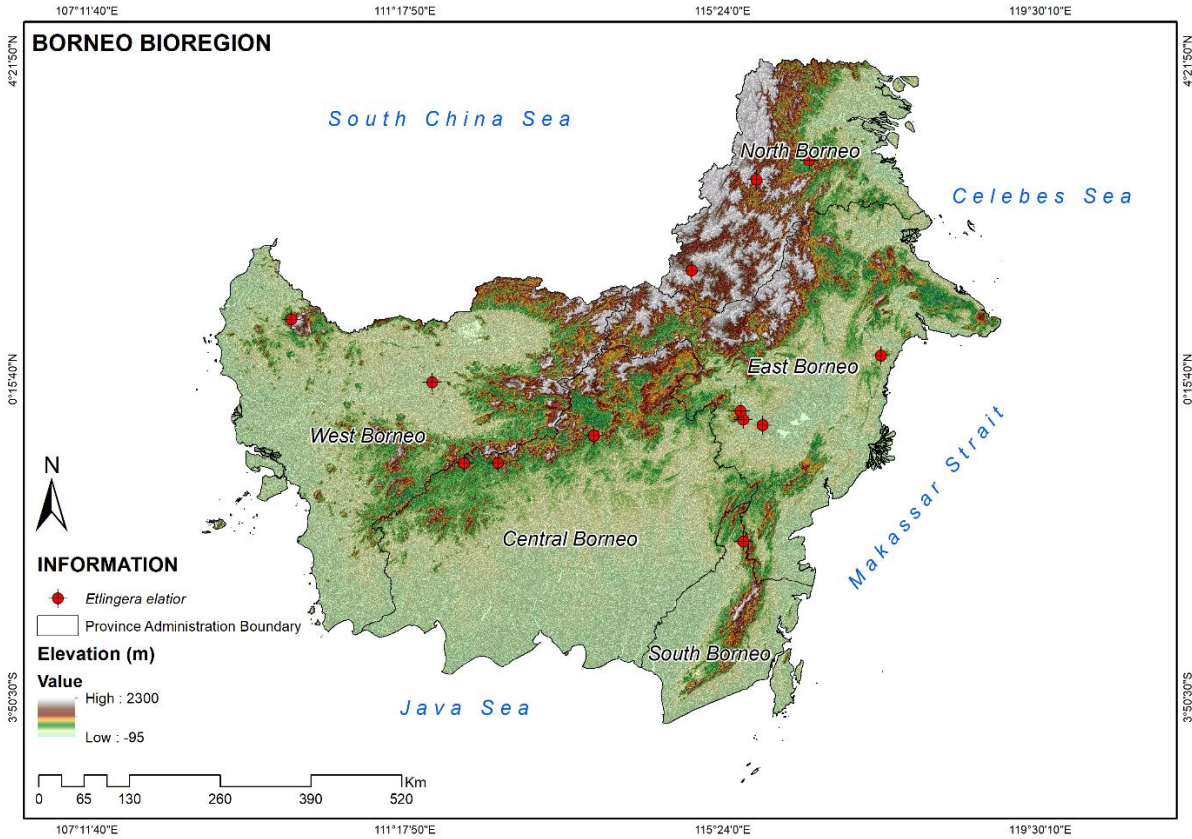 107°11'40"E 111°17'50"E 115°24'0"E 119°30'10"E
BORNEO BIOREGION
4°21'50"N
4°21'50"N
South China Sea
North Borneo
Celebes Sea
0°15'40"N
0°15'40"N
East Borneo
West Borneo
Makassar Strait
N
Central Borneo
INFORMATION
Etlingera elatior
Province Administration Boundary
South Borneo
Elevation (m)
Value
High : 2300
Low : -95
Java Sea
3°50'30"S
3°50'30"S
Km
0 65 130 260 390 520
107°11'40"E 111°17'50"E 115°24'0"E 119°30'10"E